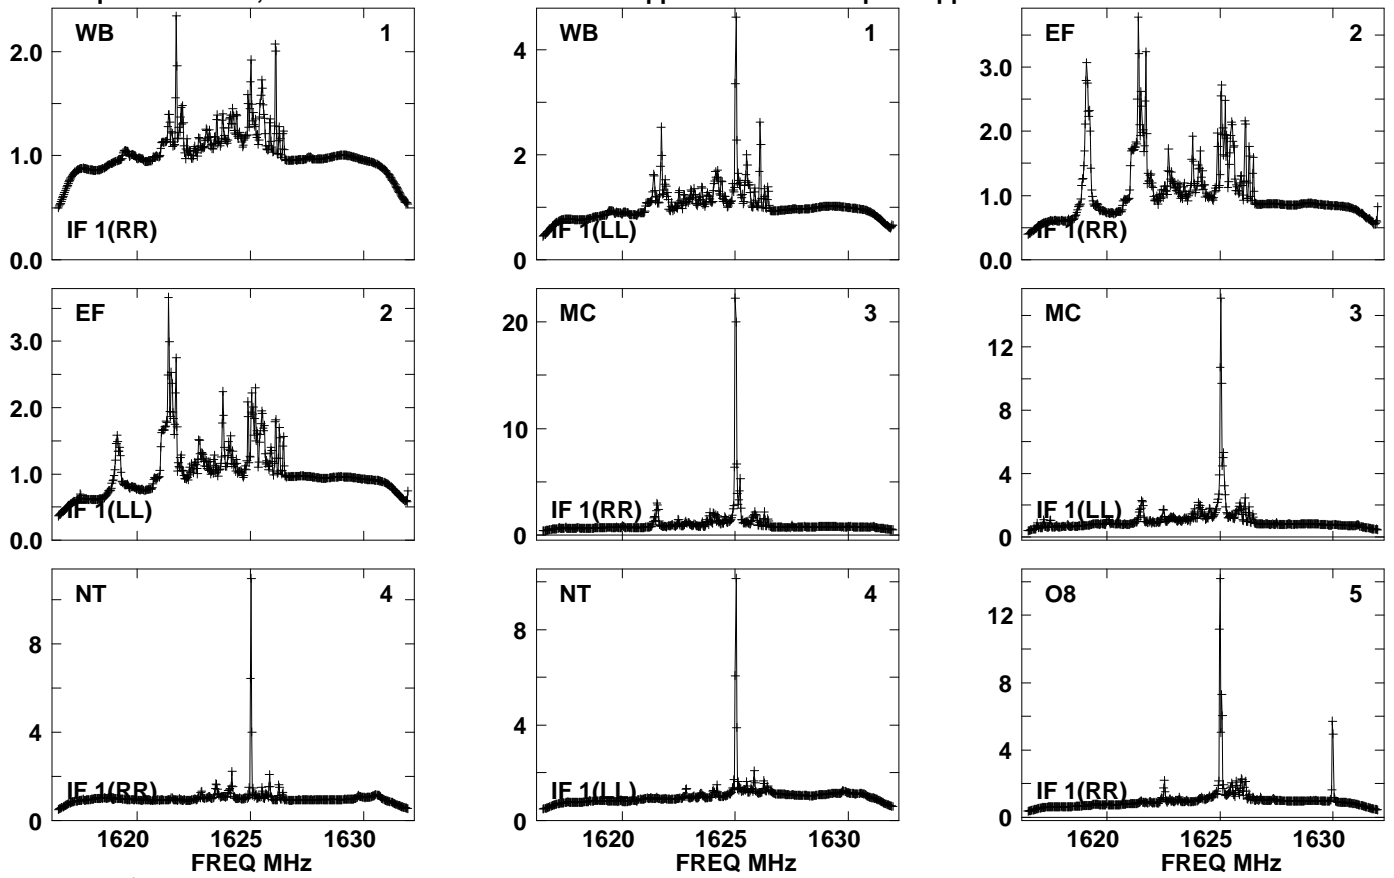 WB 1
2.0
1.0
0.0
IF 1(RR)
WB 1
4
2
0
IF 1(LL)
EF 2
3.0
2.0
1.0
0.0
IF 1(RR)
EF 2
3.0
2.0
1.0
0.0
IF 1(LL)
MC 3
20
10
0
IF 1(RR)
MC 3
12
8
4
0
IF 1(LL)
NT 4
8
4
0
IF 1(RR)
1620 1625 1630
FREQ MHz
NT 4
8
4
0
IF 1(LL)
1620 1625 1630
FREQ MHz
O8 5
12
8
4
0
IF 1(RR)
1620 1625 1630
FREQ MHz